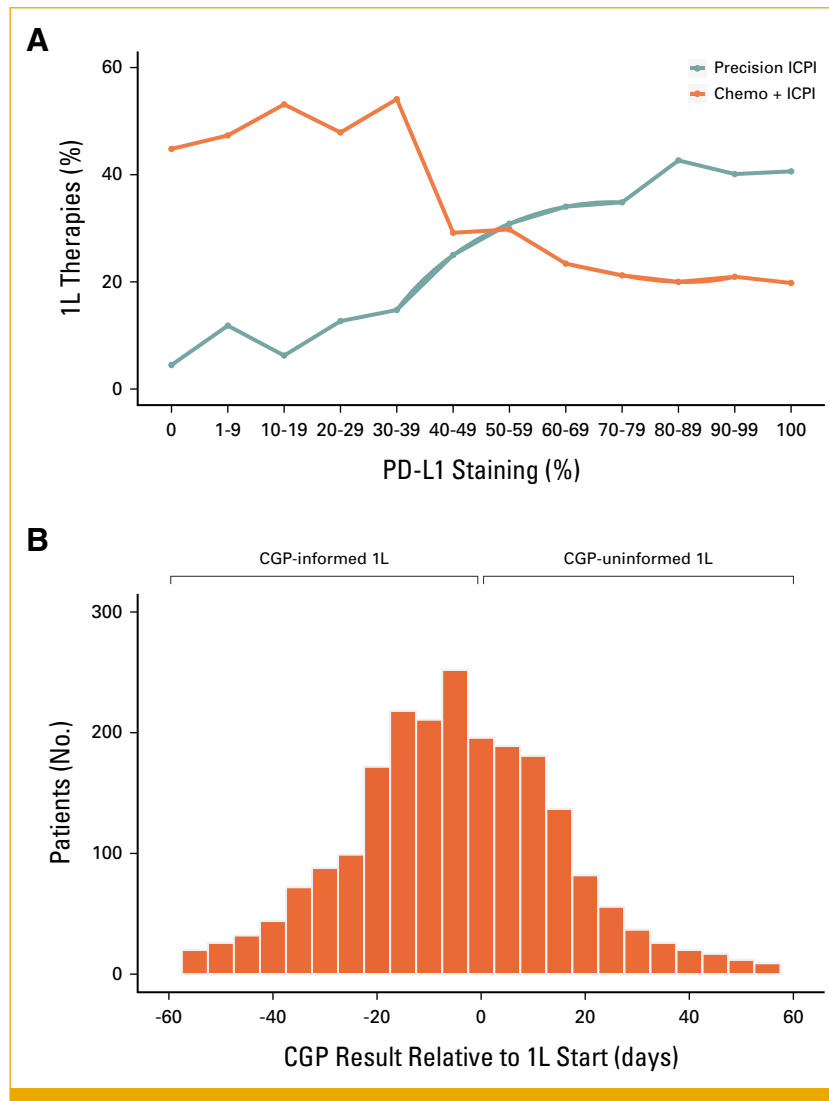 A
60
40
20
0
1L Therapies (%)
Precision ICPI
Chemo + ICPI
0 1-9 10-19 20-29 30-39 40-49 50-59 60-69 70-79 80-89 90-99 100
PD-L1 Staining (%)
B
CGP-informed 1L CGP-uninformed 1L
300
200
100
0
Patients (No.)
-60 -40 -20 0 20 40 60
CGP Result Relative to 1L Start (days)